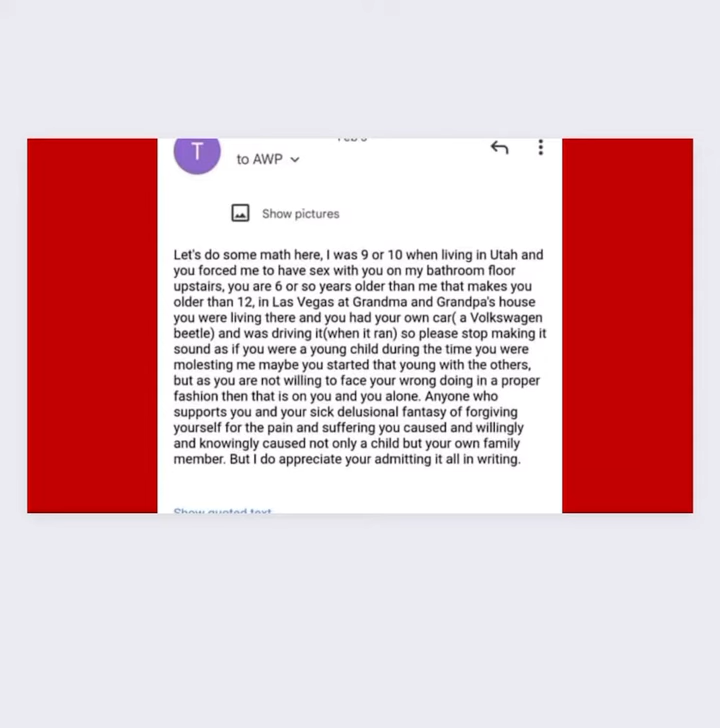 T
to AWP
Show pictures
Let's do some math here, I was 9 or 10 when living in Utah and
you forced me to have sex with you on my bathroom floor
upstairs, you are 6 or so years older than me that makes you
older than 12, in Las Vegas at Grandma and Grandpa's house
you were living there and you had your own car( a Volkswagen
beetle) and was driving it(when it ran) so please stop making it
sound as if you were a young child during the time you were
molesting me maybe you started that young with the others,
but as you are not willing to face your wrong doing in a proper
fashion then that is on you and you alone. Anyone who
supports you and your sick delusional fantasy of forgiving
yourself for the pain and suffering you caused and willingly
and knowingly caused not only a child but your own family
member. But I do appreciate your admitting it all in writing.
Show quoted text